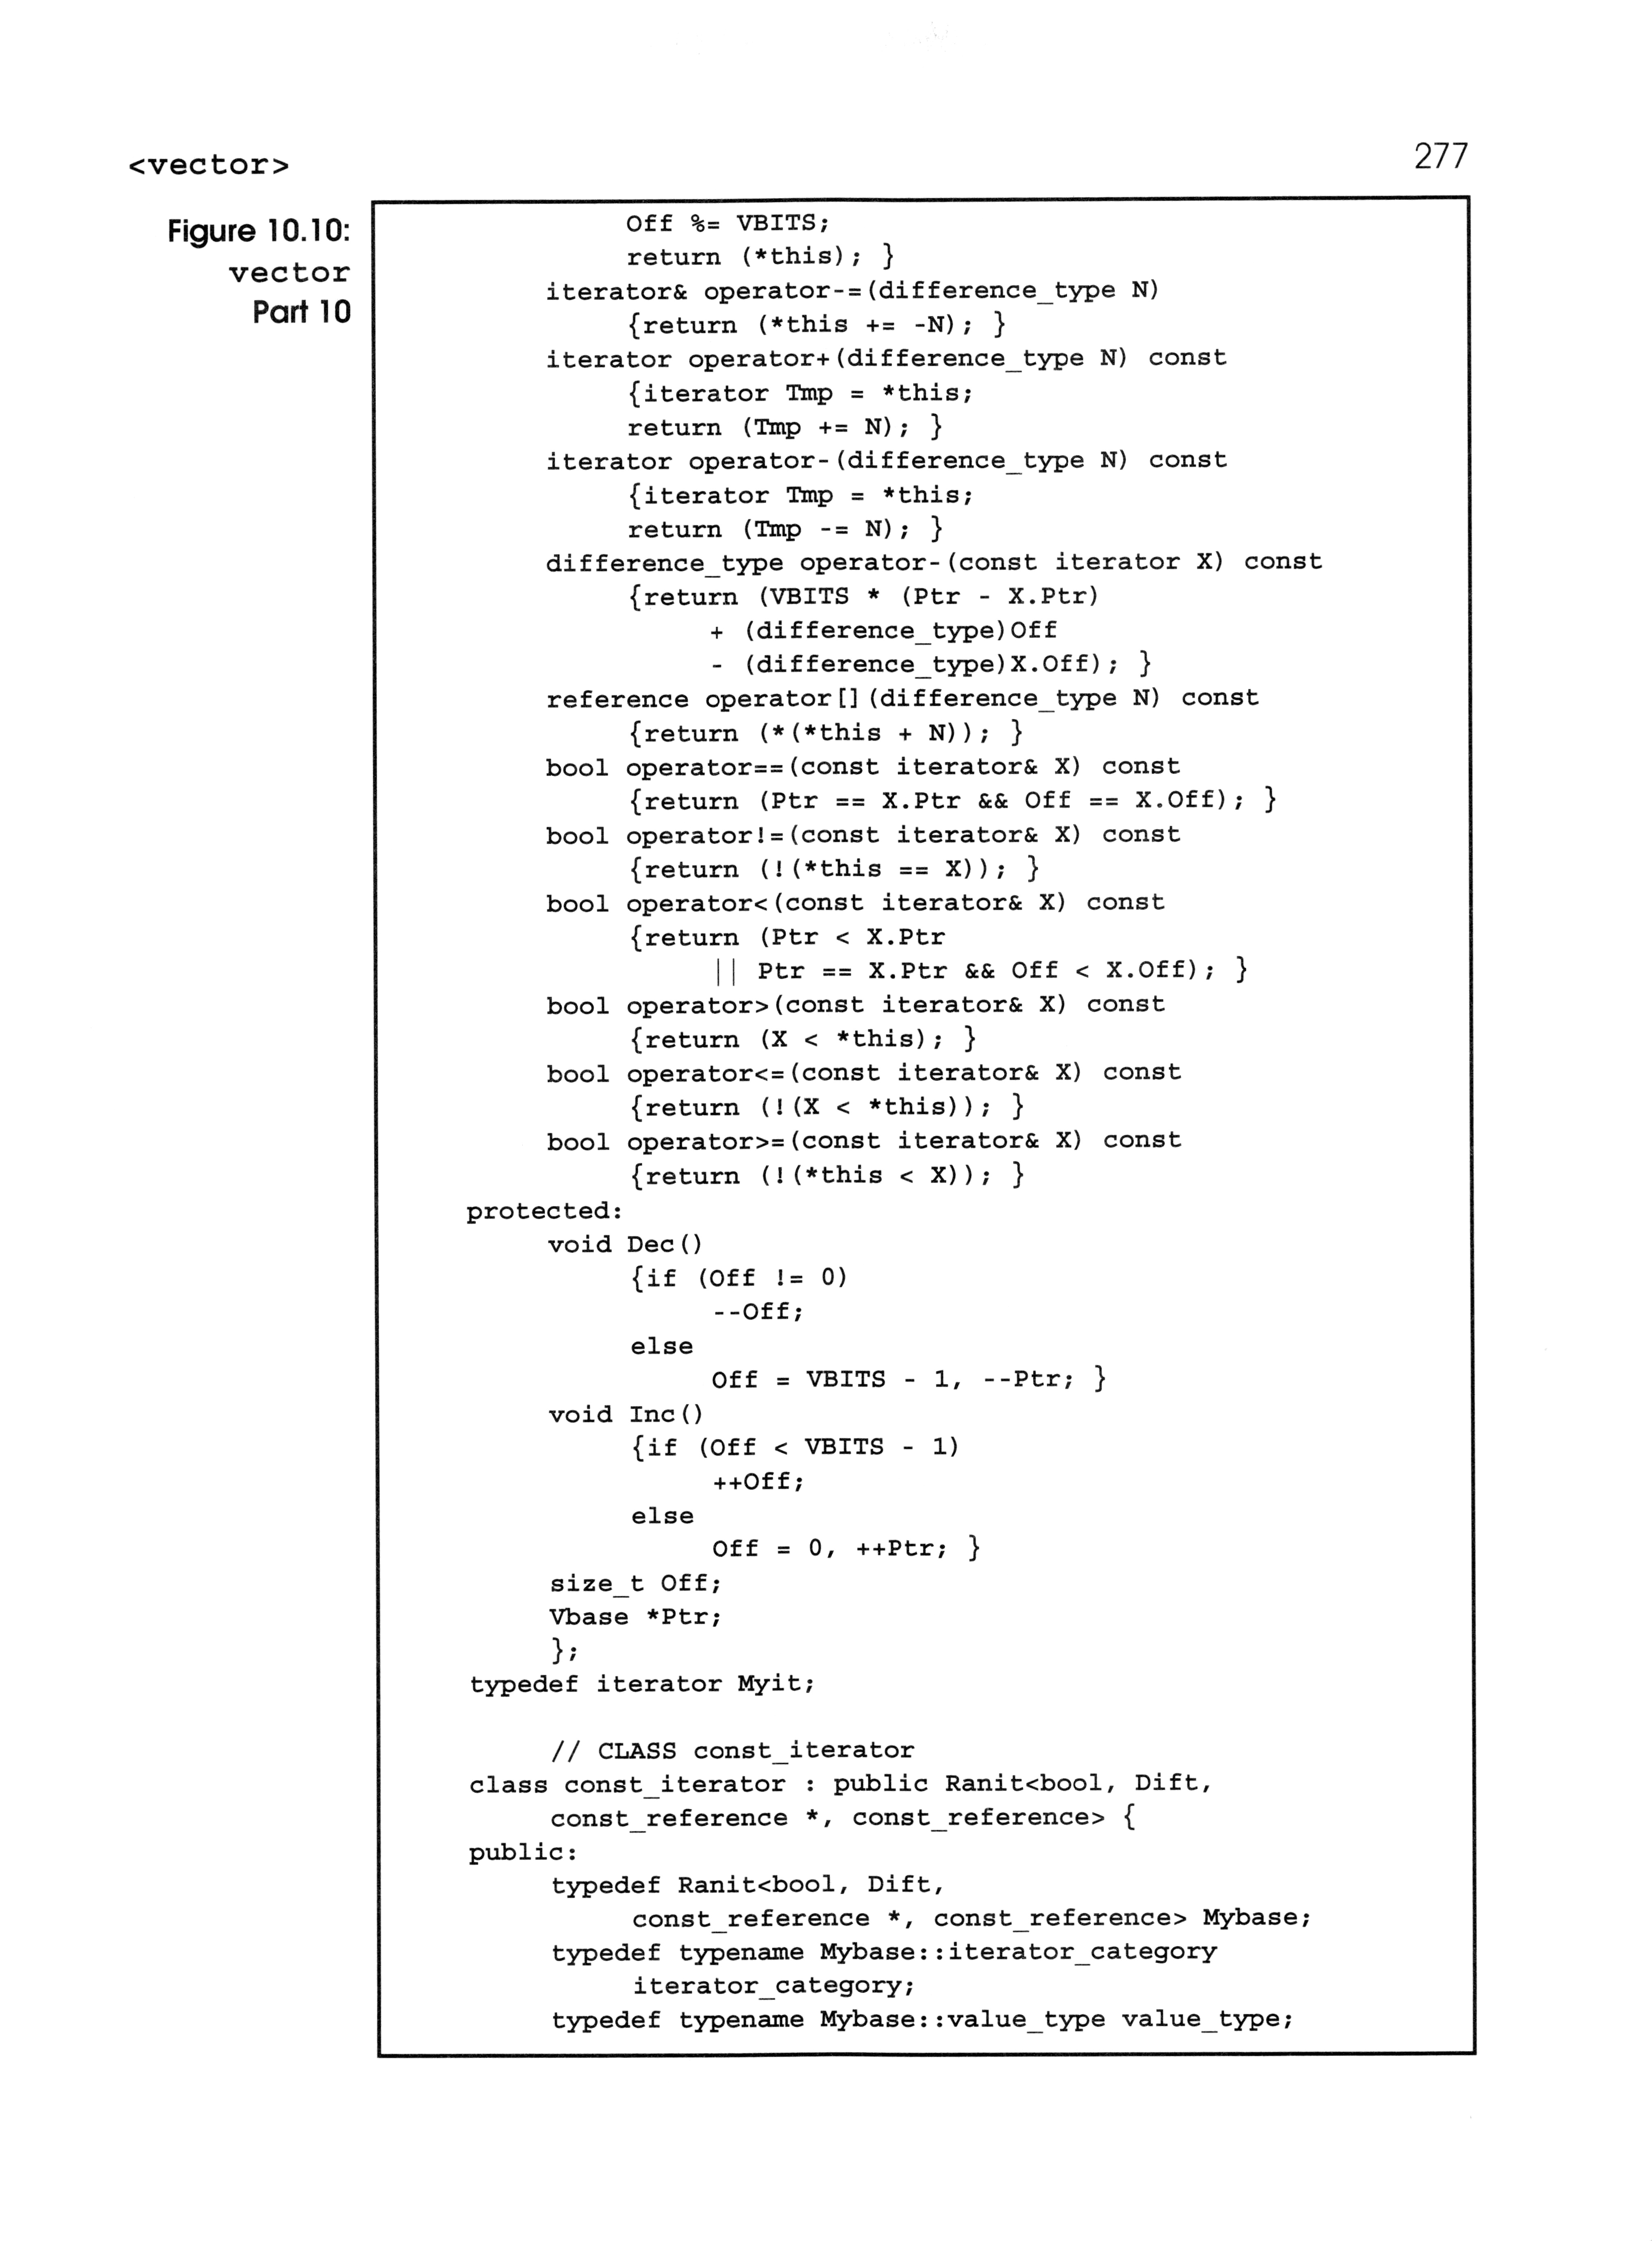 <vector>
277
Figure 10.10:
vector
Part 10
Off %= VBITS;
return (*this); }
iterator& operator-=(difference_type N)
{return (*this += -N); }
iterator operator+(difference_type N) const
{iterator Tmp = *this;
return (Tmp += N); }
iterator operator-(difference_type N) const
{iterator Tmp = *this;
return (Tmp -= N); }
difference_type operator-(const iterator X) const
{return (VBITS * (Ptr - X.Ptr)
+ (difference_type)Off
- (difference_type)X.Off); }
reference operator[](difference_type N) const
{return (*(*this + N)); }
bool operator==(const iterator& X) const
{return (Ptr == X.Ptr && Off == X.Off); }
bool operator!=(const iterator& X) const
{return (!(*this == X)); }
bool operator<(const iterator& X) const
{return (Ptr < X.Ptr
|| Ptr == X.Ptr && Off < X.Off); }
bool operator>(const iterator& X) const
{return (X < *this); }
bool operator<=(const iterator& X) const
{return (!(X < *this)); }
bool operator>=(const iterator& X) const
{return (!(*this < X)); }
protected:
void Dec()
{if (Off != 0)
--Off;
else
Off = VBITS - 1, --Ptr; }
void Inc()
{if (Off < VBITS - 1)
++Off;
else
Off = 0, ++Ptr; }
size_t Off;
Vbase *Ptr;
};
typedef iterator Myit;
// CLASS const_iterator
class const_iterator : public Ranit<bool, Dift,
const_reference *, const_reference> {
public:
typedef Ranit<bool, Dift,
const_reference *, const_reference> Mybase;
typedef typename Mybase::iterator_category
iterator_category;
typedef typename Mybase::value_type value_type;